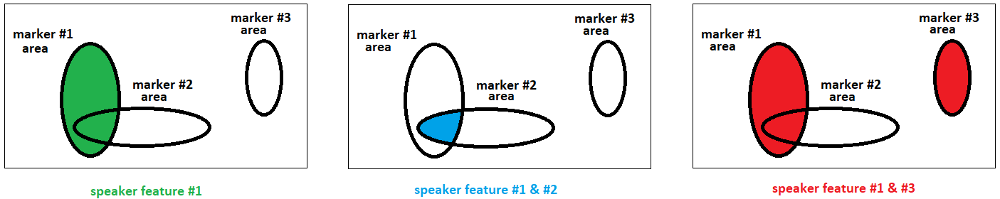 marker #1
area
marker #2
area
marker #3
area
speaker feature #1
marker #1
area
marker #2
area
marker #3
area
speaker feature #1 & #2
marker #1
area
marker #2
area
marker #3
area
speaker feature #1 & #3